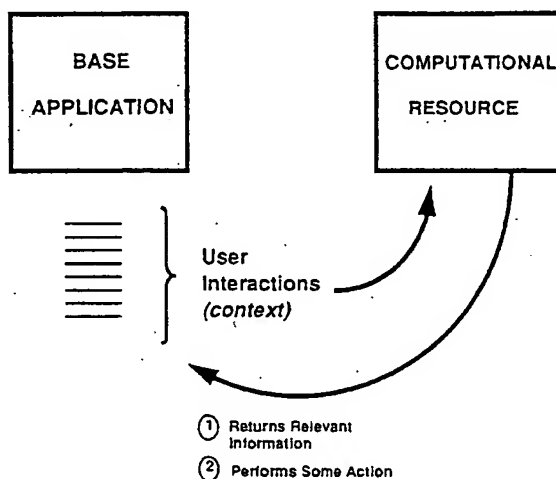 BASE
APPLICATION
COMPUTATIONAL
RESOURCE
User
Interactions
(context)
① Returns Relevant
Information
② Performs Some Action